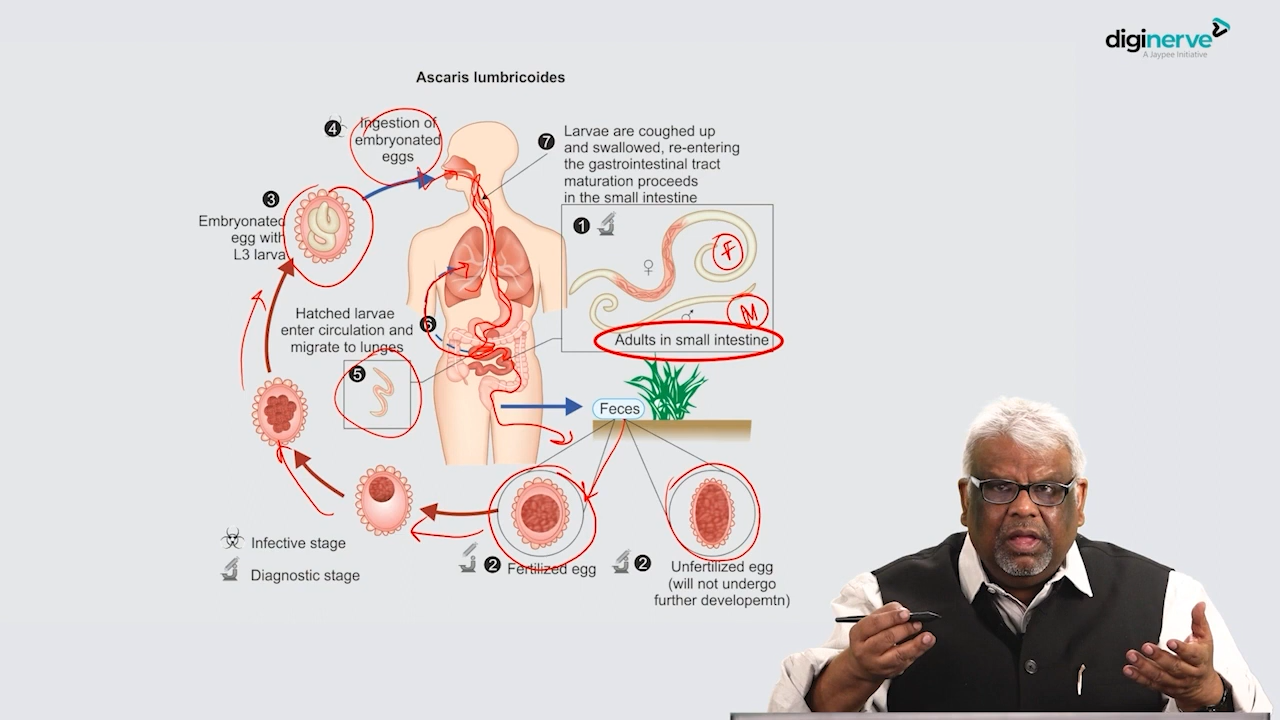 diginerve
A Jaypee Initiative
Ascaris lumbricoides
4
Ingestion of
embryonated
eggs
7
Larvae are coughed up
and swallowed, re-entering
the gastrointestinal tract
maturation proceeds
in the small intestine
3
Embryonated
egg with
L3 larva
1
♀
F
♂
M
Adults in small intestine
Hatched larvae
enter circulation and
migrate to lunges
6
5
Feces
Infective stage
Diagnostic stage
2 Fertilized egg
2
Unfertilized egg
(will not undergo
further developemtn)